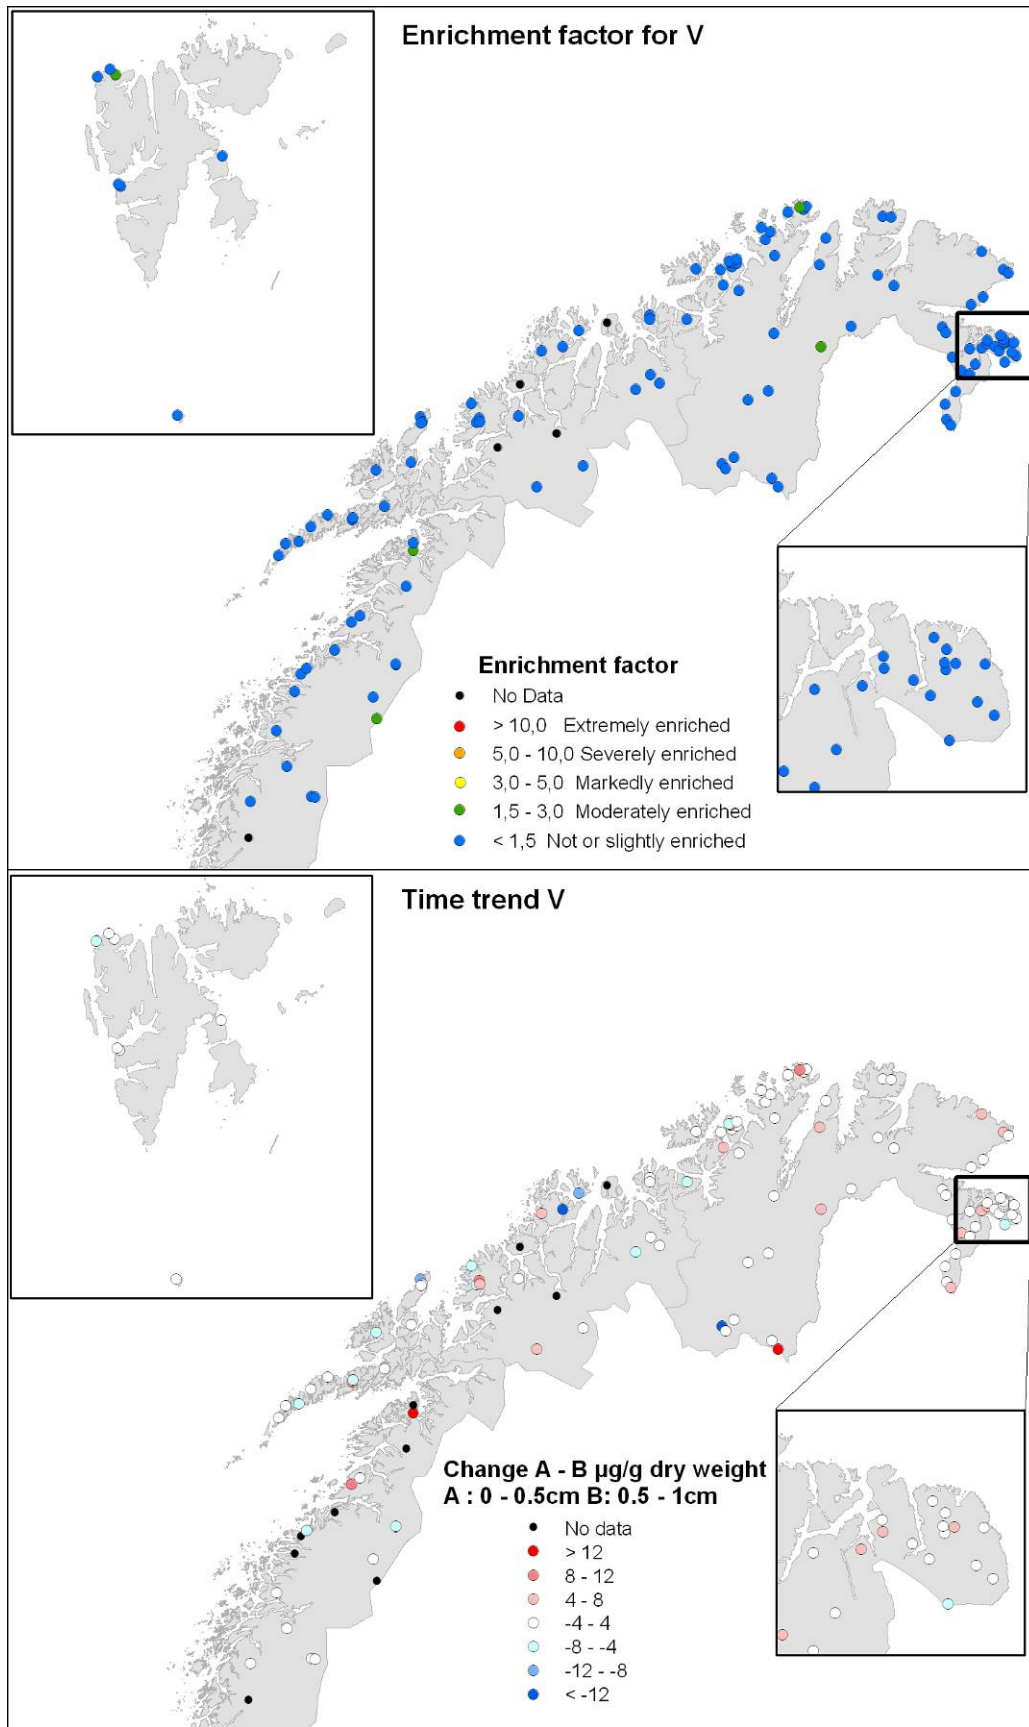 Enrichment factor for V
Enrichment factor
No Data
> 10,0 Extremely enriched
5,0 - 10,0 Severely enriched
3,0 - 5,0 Markedly enriched
1,5 - 3,0 Moderately enriched
< 1,5 Not or slightly enriched
Time trend V
Change A - B µg/g dry weight
A : 0 - 0.5cm B: 0.5 - 1cm
No data
> 12
8 - 12
4 - 8
-4 - 4
-8 - -4
-12 - -8
< -12